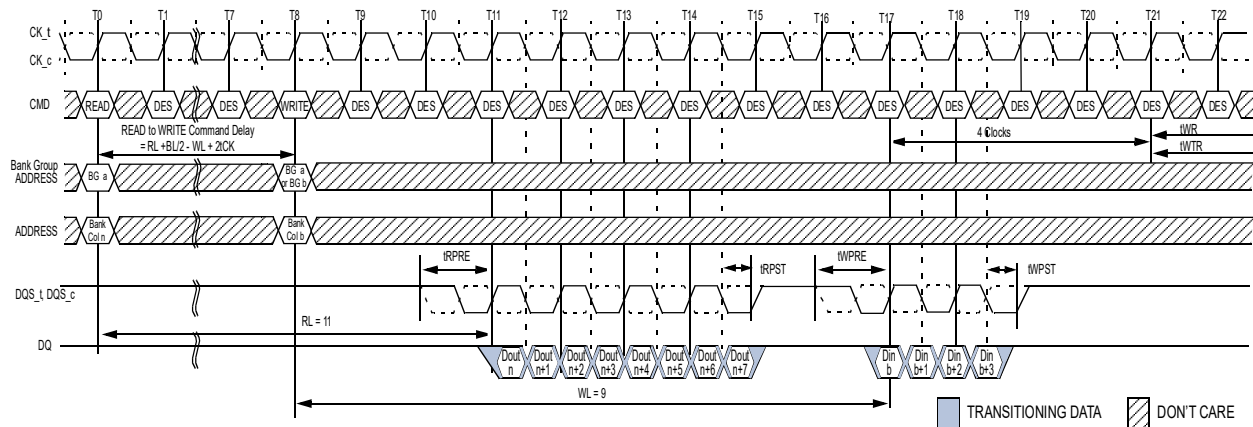 T0 T1 T7 T8 T9 T10 T11 T12 T13 T14 T15 T16 T17 T18 T19 T20 T21 T22
CK_t
CK_c
CMD READ DES DES WRITE DES DES DES DES DES DES DES DES DES DES DES DES DES DES
READ to WRITE Command Delay
= RL +BL/2 - WL + 2tCK
4 Clocks
tWR
tWTR
Bank Group
ADDRESS
BG a
BG a
or BG b
ADDRESS
Bank
Col n
Bank
Col b
tRPRE tRPST tWPRE tWPST
DQS_t, DQS_c
RL = 11
DQ
Dout
n
Dout
n+1
Dout
n+2
Dout
n+3
Dout
n+4
Dout
n+5
Dout
n+6
Dout
n+7
Din
b
Din
b+1
Din
b+2
Din
b+3
WL = 9
TRANSITIONING DATA DON'T CARE